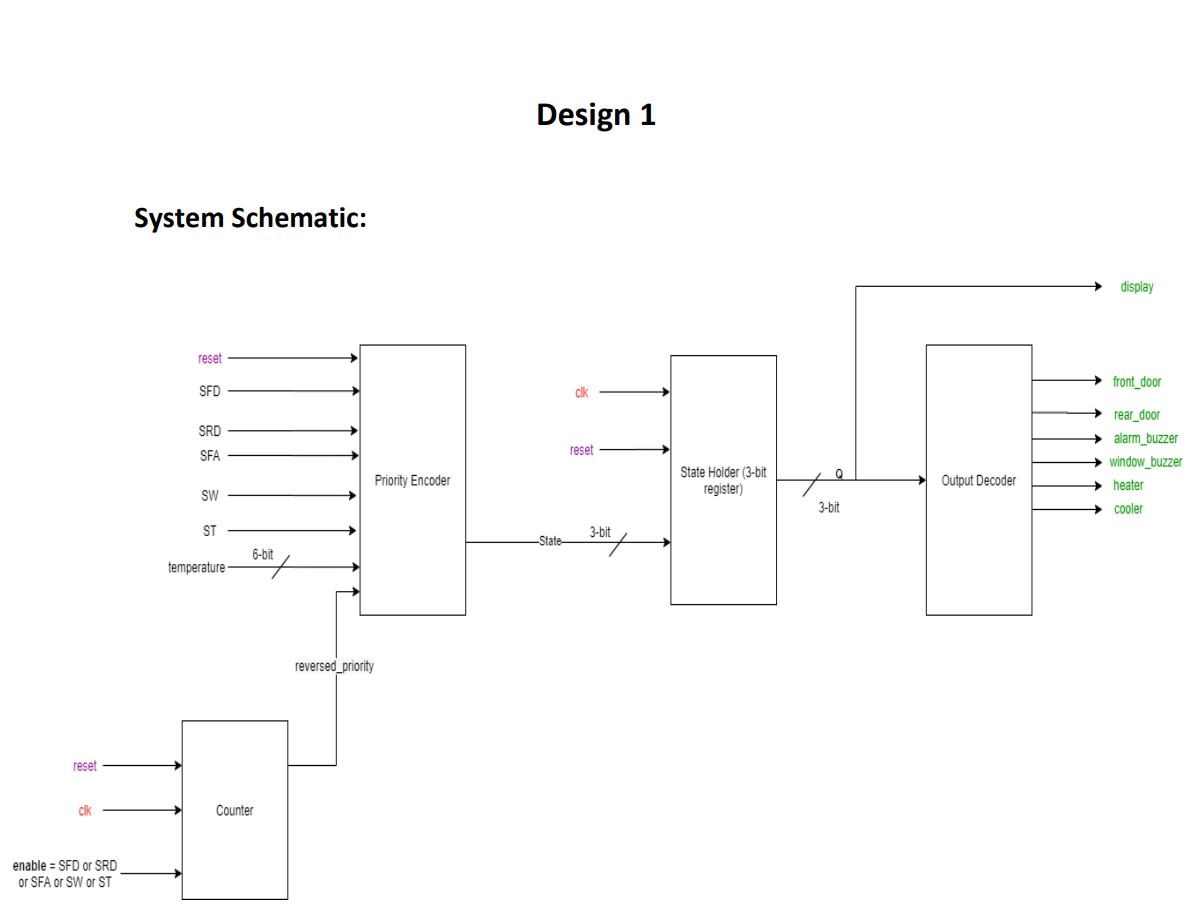 Design 1
System Schematic:
display
reset
SFD
SRD
SFA
SW
ST
6-bit
temperature
Priority Encoder
reversed_priority
State
3-bit
clk
reset
State Holder (3-bit
register)
Q
3-bit
Output Decoder
front_door
rear_door
alarm_buzzer
window_buzzer
heater
cooler
reset
clk
enable = SFD or SRD
or SFA or SW or ST
Counter